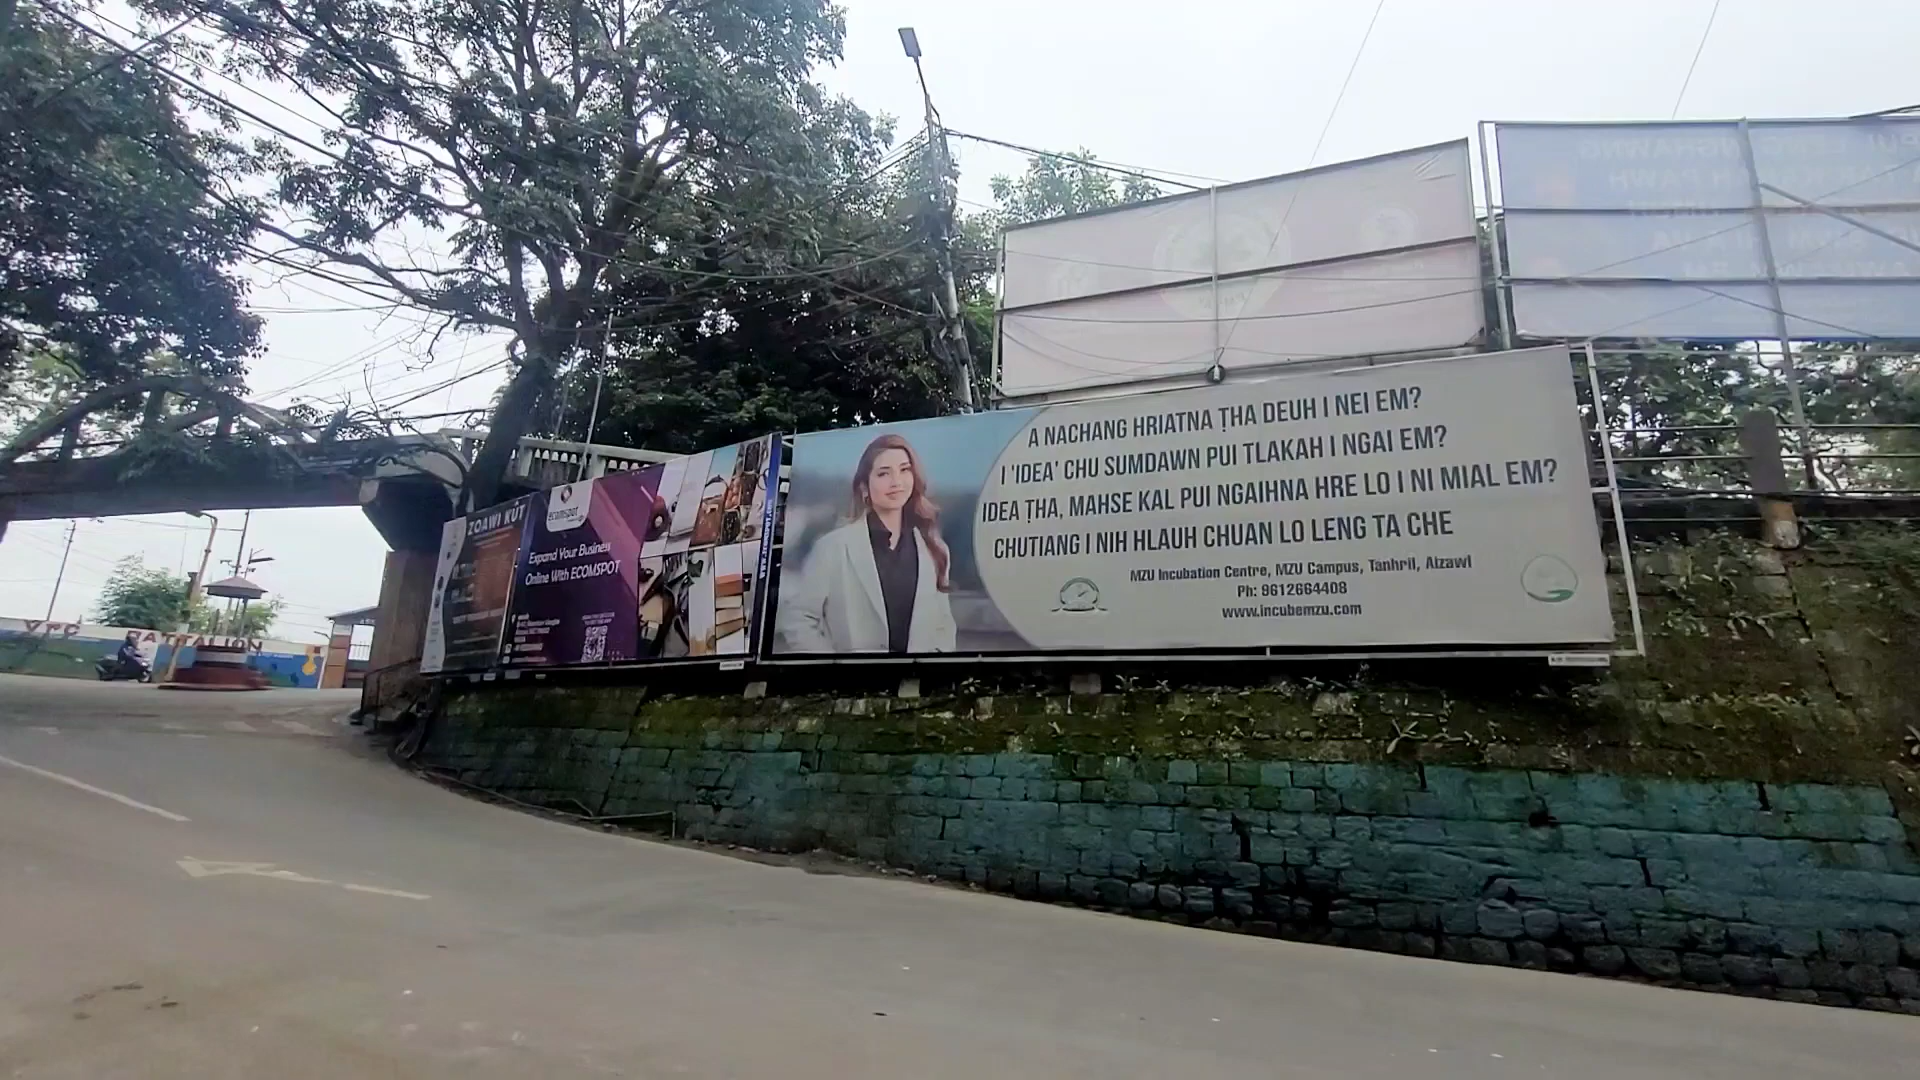 ZOAWI KUT
ecomspot
Expand Your Business
Online With ECOMSPOT
A NACHANG HRIATNA ṬHA DEUH I NEI EM?
I 'IDEA' CHU SUMDAWN PUI TLAKAH I NGAI EM?
IDEA ṬHA, MAHSE KAL PUI NGAIHNA HRE LO I NI MIAL EM?
CHUTIANG I NIH HLAUH CHUAN LO LENG TA CHE
MZU Incubation Centre, MZU Campus, Tanhril, Aizawl
Ph: 9612664408
www.incubemzu.com
BATTALION